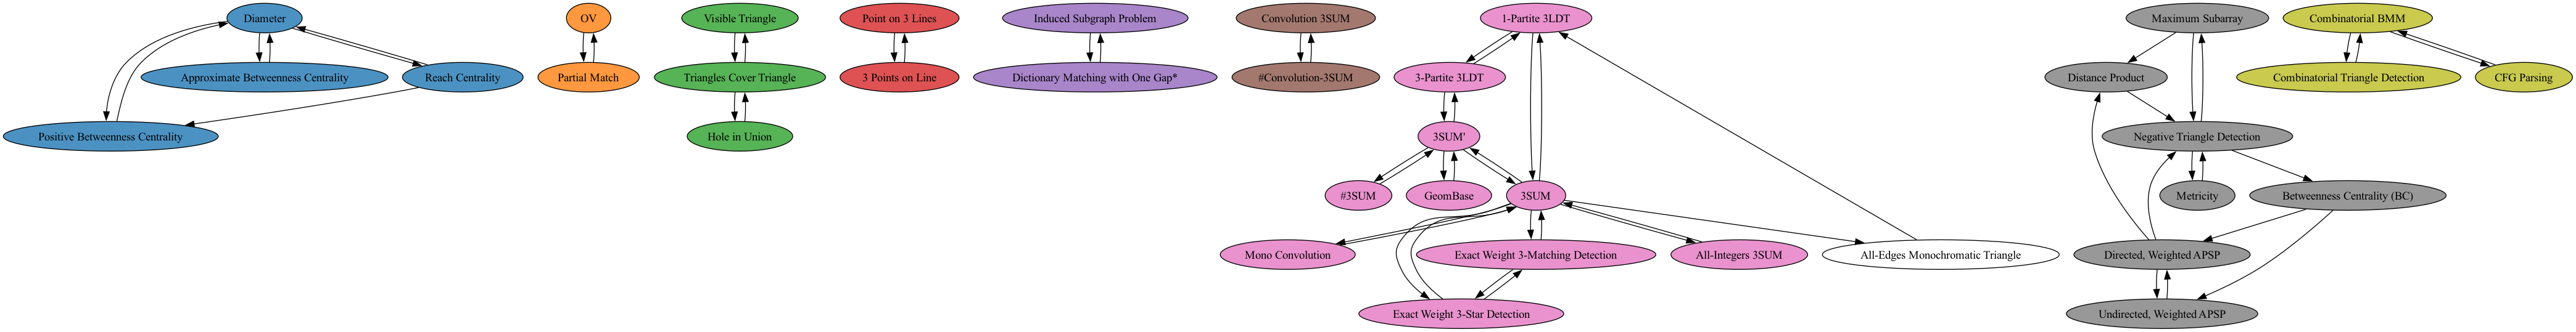 Diameter
OV
Visible Triangle
Point on 3 Lines
Induced Subgraph Problem
Convolution 3SUM
1-Partite 3LDT
Maximum Subarray
Combinatorial BMM
Approximate Betweenness Centrality
Reach Centrality
Partial Match
Triangles Cover Triangle
3 Points on Line
Dictionary Matching with One Gap*
#Convolution-3SUM
3-Partite 3LDT
Distance Product
Combinatorial Triangle Detection
CFG Parsing
Positive Betweenness Centrality
Hole in Union
3SUM'
Negative Triangle Detection
#3SUM
GeomBase
3SUM
Metricity
Betweenness Centrality (BC)
Mono Convolution
Exact Weight 3-Matching Detection
All-Integers 3SUM
All-Edges Monochromatic Triangle
Directed, Weighted APSP
Exact Weight 3-Star Detection
Undirected, Weighted APSP